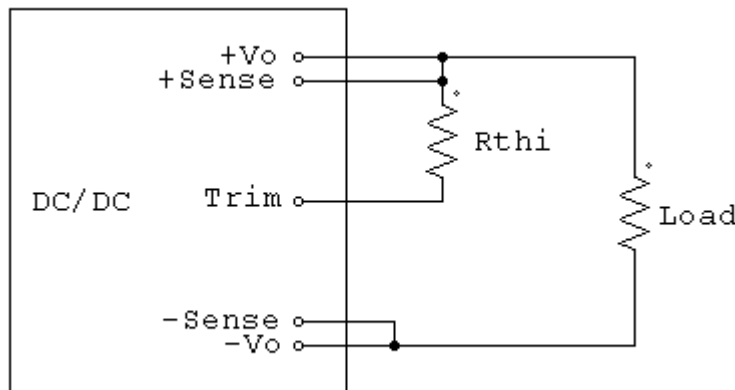 +Vo
+Sense
Rthi
DC/DC
Trim
Load
-Sense
-Vo